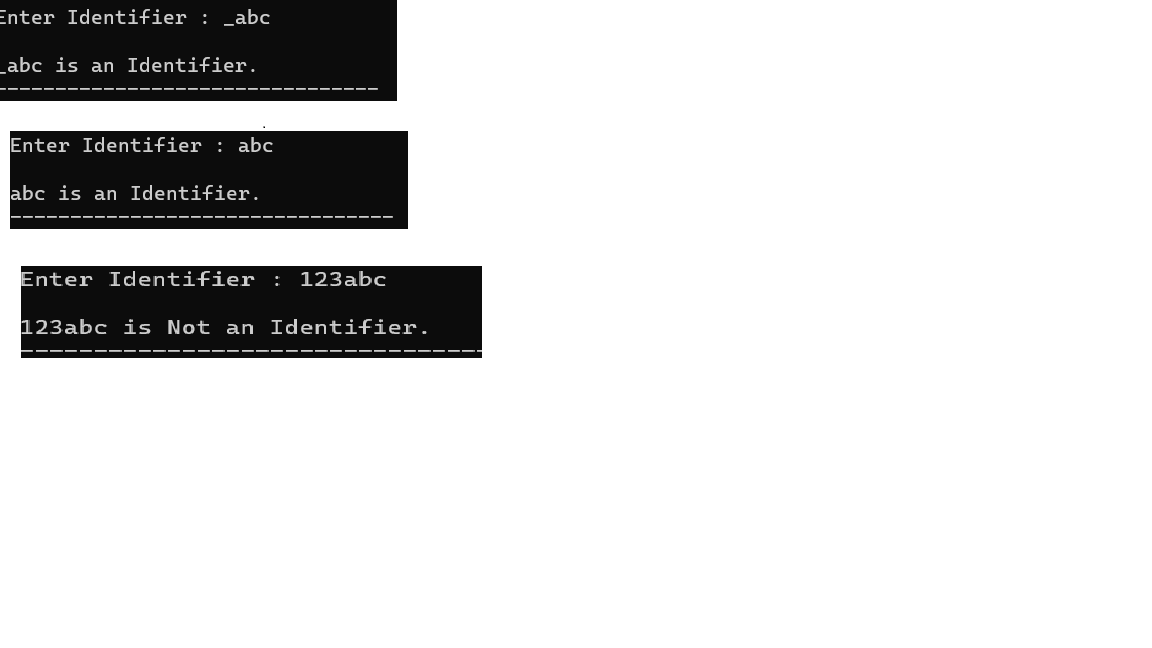 Enter Identifier : _abc
_abc is an Identifier.
--------------------------------
Enter Identifier : abc
abc is an Identifier.
--------------------------------
Enter Identifier : 123abc
123abc is Not an Identifier.
--------------------------------